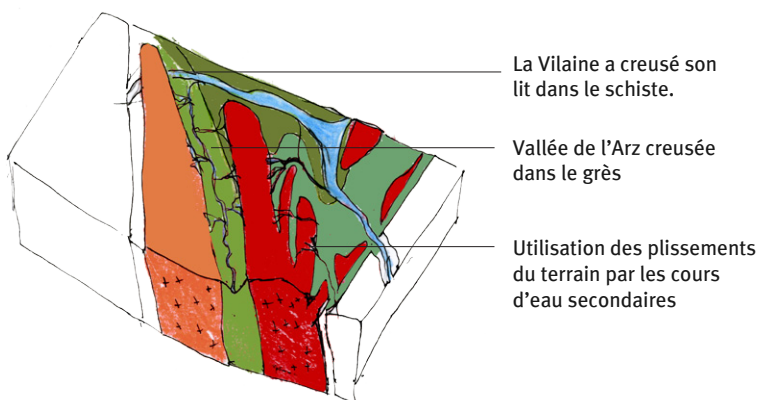 La Vilaine a creusé son
lit dans le schiste.
Vallée de l’Arz creusée
dans le grès
Utilisation des plissements
du terrain par les cours
d’eau secondaires